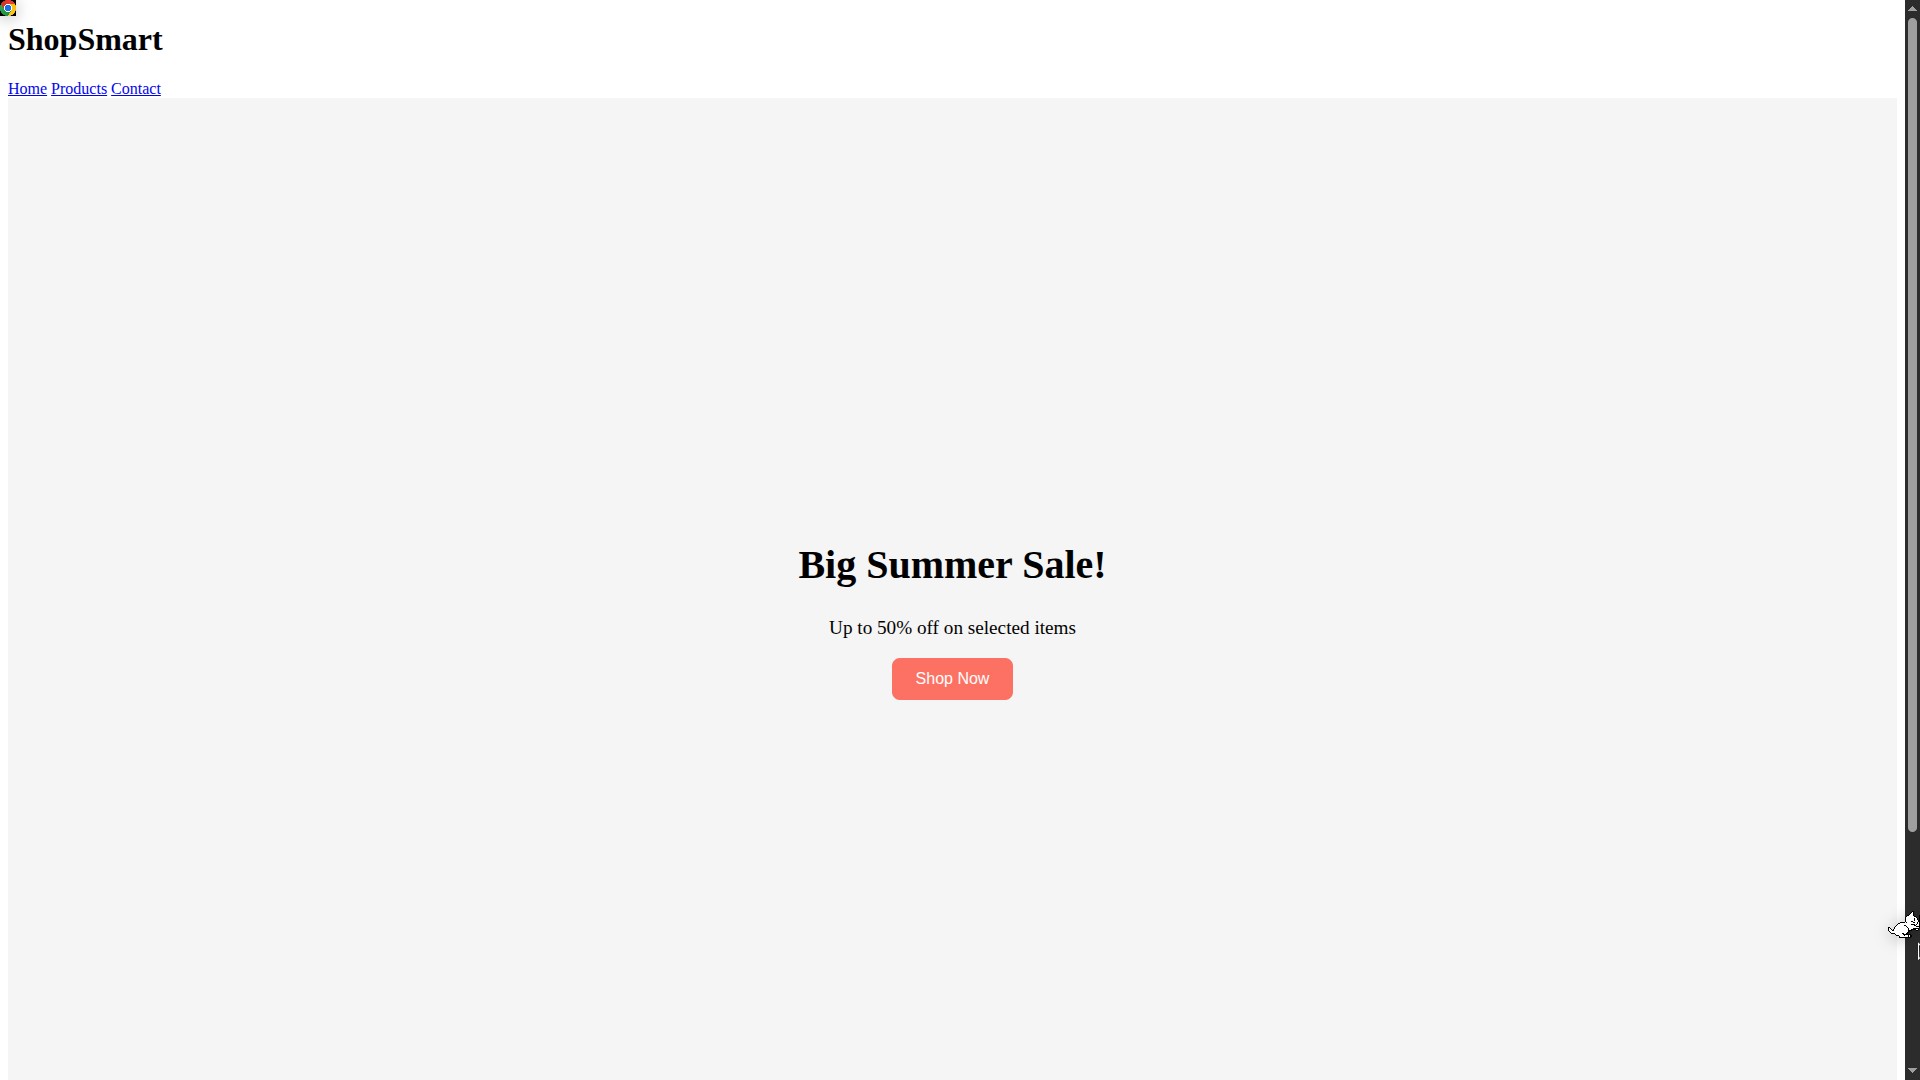 ShopSmart
Home Products Contact
Big Summer Sale!
Up to 50% off on selected items
Shop Now